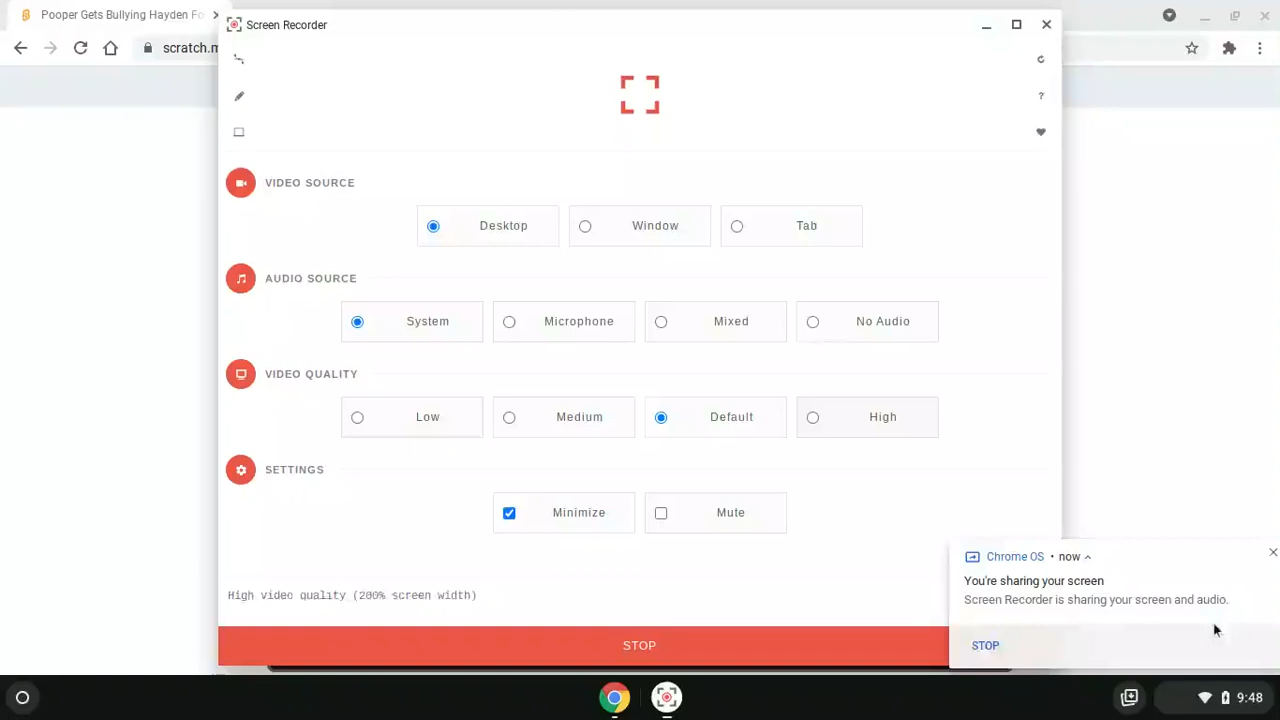 Pooper Gets Bullying Hayden Fo
Screen Recorder
scratch.m
?
VIDEO SOURCE
Desktop
Window
Tab
AUDIO SOURCE
System
Microphone
Mixed
No Audio
VIDEO QUALITY
Low
Medium
Default
High
SETTINGS
Minimize
Mute
High video quality (200% screen width)
STOP
Chrome OS • now
You're sharing your screen
Screen Recorder is sharing your screen and audio.
STOP
9:48